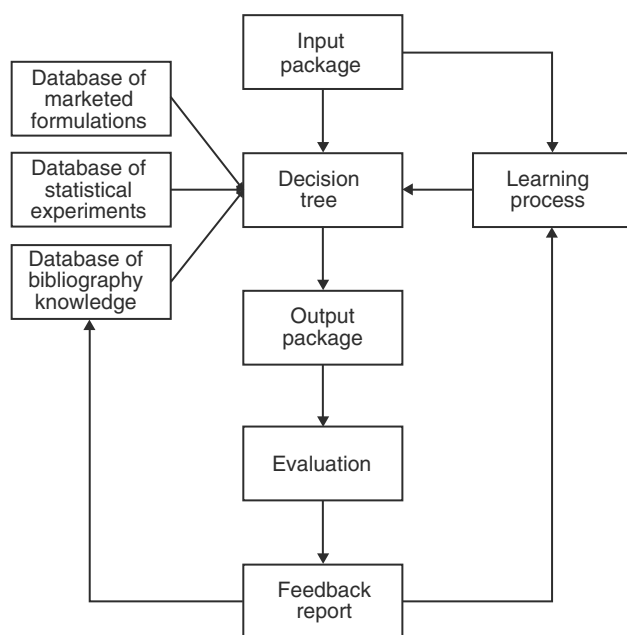 Input
package
Database of
marketed
formulations
Database of
statistical
experiments
Decision
tree
Learning
process
Database of
bibliography
knowledge
Output
package
Evaluation
Feedback
report